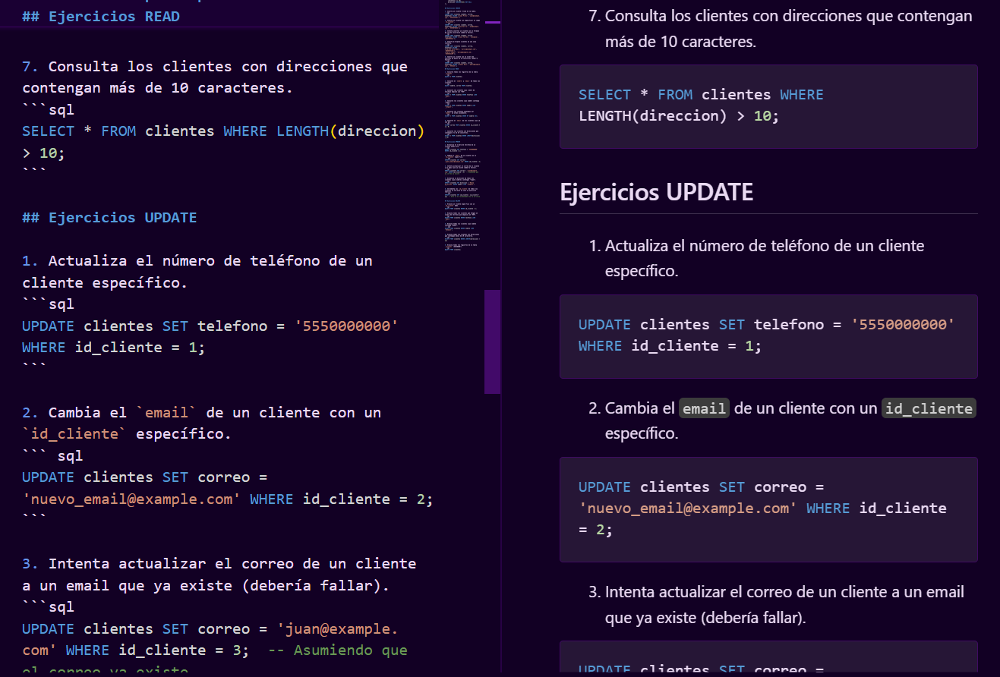 ## Ejercicios READ
7. Consulta los clientes con direcciones que
contengan más de 10 caracteres.
```sql
SELECT * FROM clientes WHERE LENGTH(direccion)
> 10;
```
## Ejercicios UPDATE
1. Actualiza el número de teléfono de un
cliente específico.
```sql
UPDATE clientes SET telefono = '5550000000'
WHERE id_cliente = 1;
```
2. Cambia el `email` de un cliente con un
`id_cliente` específico.
``` sql
UPDATE clientes SET correo =
'nuevo_email@example.com' WHERE id_cliente = 2;
```
3. Intenta actualizar el correo de un cliente
a un email que ya existe (debería fallar).
```sql
UPDATE clientes SET correo = 'juan@example.
com' WHERE id_cliente = 3;  -- Asumiendo que
el correo ya existe
7. Consulta los clientes con direcciones que contengan
más de 10 caracteres.
SELECT * FROM clientes WHERE
LENGTH(direccion) > 10;
Ejercicios UPDATE
1. Actualiza el número de teléfono de un cliente
específico.
UPDATE clientes SET telefono = '5550000000'
WHERE id_cliente = 1;
2. Cambia el email de un cliente con un id_cliente
específico.
UPDATE clientes SET correo =
'nuevo_email@example.com' WHERE id_cliente
= 2;
3. Intenta actualizar el correo de un cliente a un email
que ya existe (debería fallar).
UPDATE clientes SET correo =